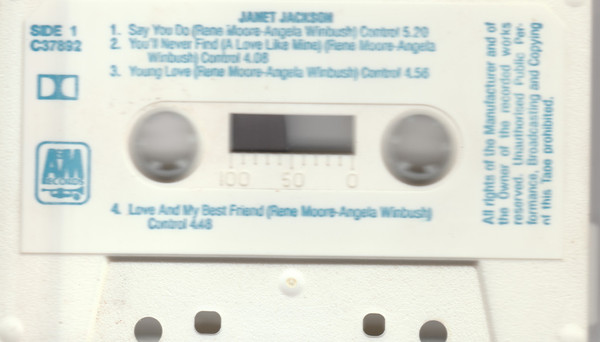 JANET JACKSON
SIDE 1
C37892
1. Say You Do (Rene Moore-Angela Winbush) Control 5.20
2. You'll Never Find (A Love Like Mine) (Rene Moore-Angela
Winbush) Control 4.08
3. Young Love (Rene Moore-Angela Winbush) Control 4.56
A&M
RECORDS
100 50 0
4. Love And My Best Friend (Rene Moore-Angela Winbush)
Control 4.48
All rights of the Manufacturer and of
the Owner of the recorded works
reserved. Unauthorised Public Per-
formance, Broadcasting and Copying
of this Tape prohibited.